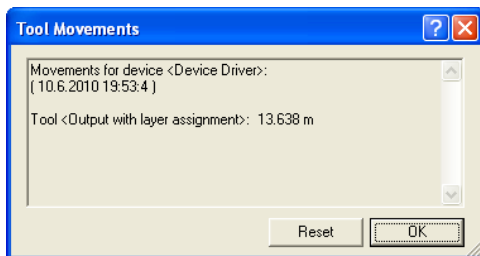 Tool Movements
Movements for device <Device Driver>:
( 10.6.2010 19:53:4 )
Tool <Output with layer assignment>: 13.638 m
Reset
OK